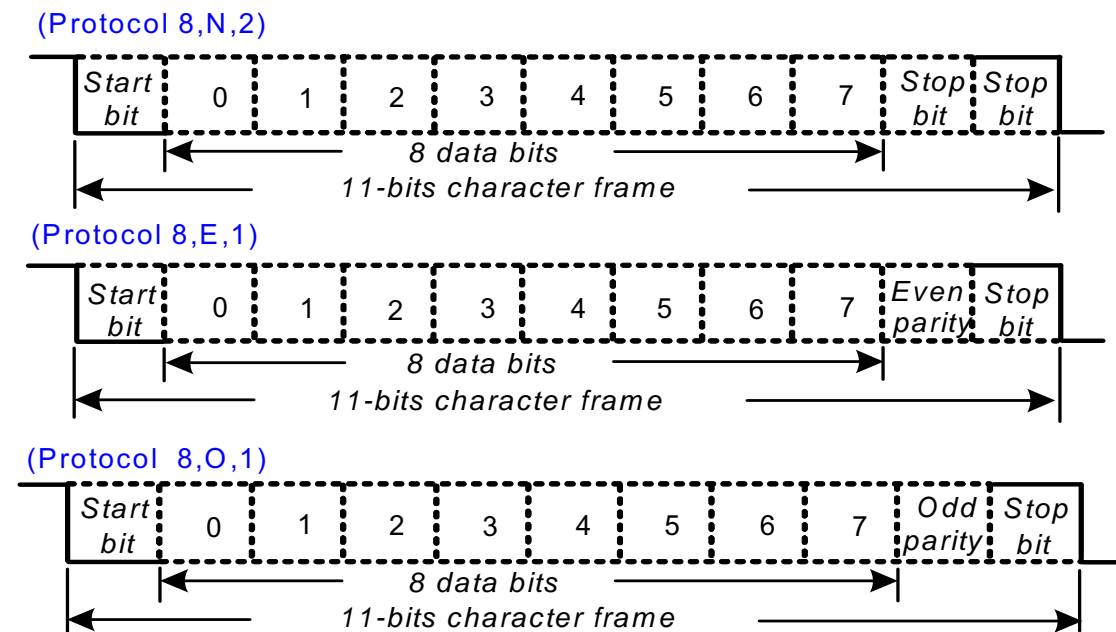 (Protocol 8,N,2)
Start bit 0 1 2 3 4 5 6 7 Stop bit Stop bit
8 data bits
11-bits character frame
(Protocol 8,E,1)
Start bit 0 1 2 3 4 5 6 7 Even parity Stop bit
8 data bits
11-bits character frame
(Protocol 8,O,1)
Start bit 0 1 2 3 4 5 6 7 Odd parity Stop bit
8 data bits
11-bits character frame